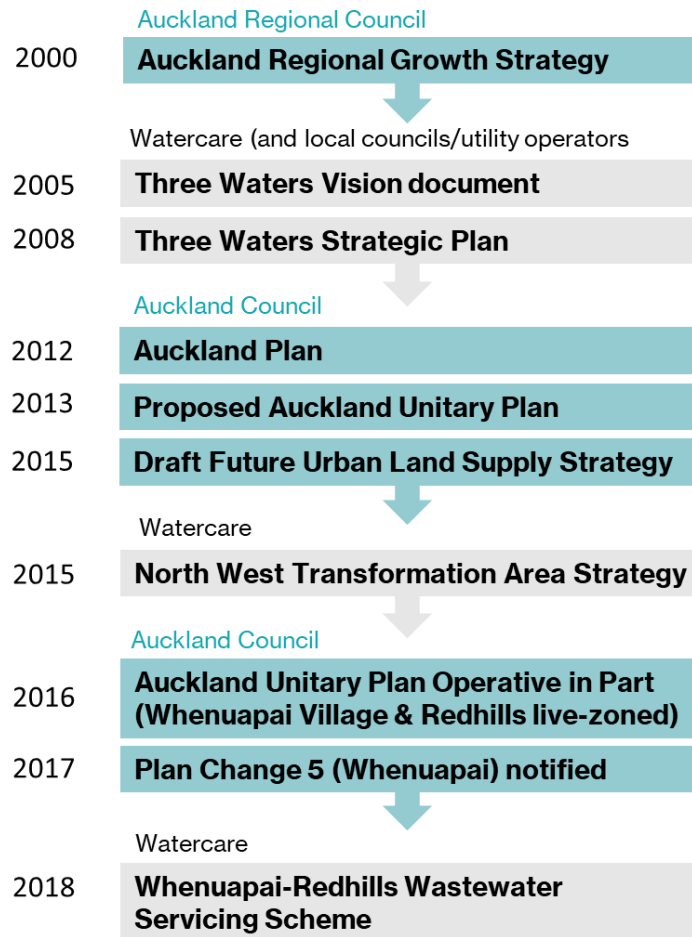 Auckland Regional Council
2000 Auckland Regional Growth Strategy
Watercare (and local councils/utility operators
2005 Three Waters Vision document
2008 Three Waters Strategic Plan
Auckland Council
2012 Auckland Plan
2013 Proposed Auckland Unitary Plan
2015 Draft Future Urban Land Supply Strategy
Watercare
2015 North West Transformation Area Strategy
Auckland Council
2016 Auckland Unitary Plan Operative in Part
(Whenuapai Village & Redhills live-zoned)
2017 Plan Change 5 (Whenuapai) notified
Watercare
2018 Whenuapai-Redhills Wastewater
Servicing Scheme